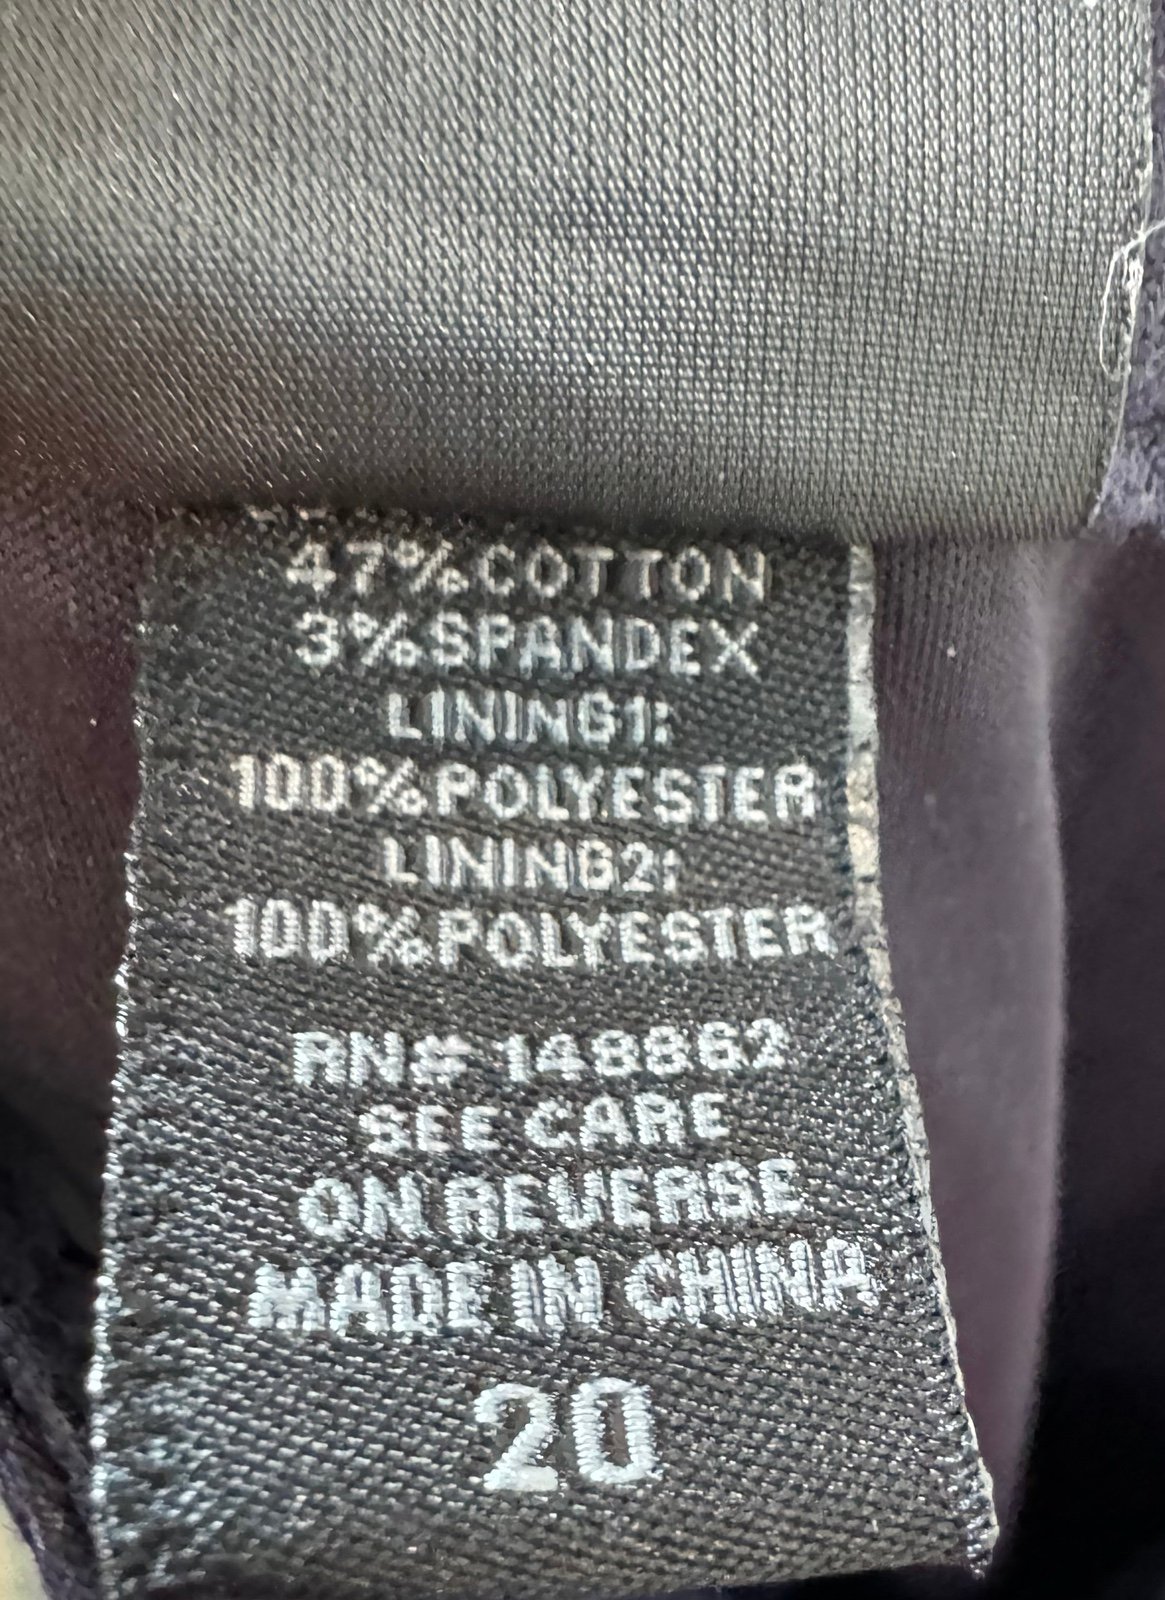 47%COTTON
3%SPANDEX
LINING1:
100%POLYESTER
LINING2:
100%POLYESTER
RN# 148862
SEE CARE
ON REVERSE
MADE IN CHINA
20